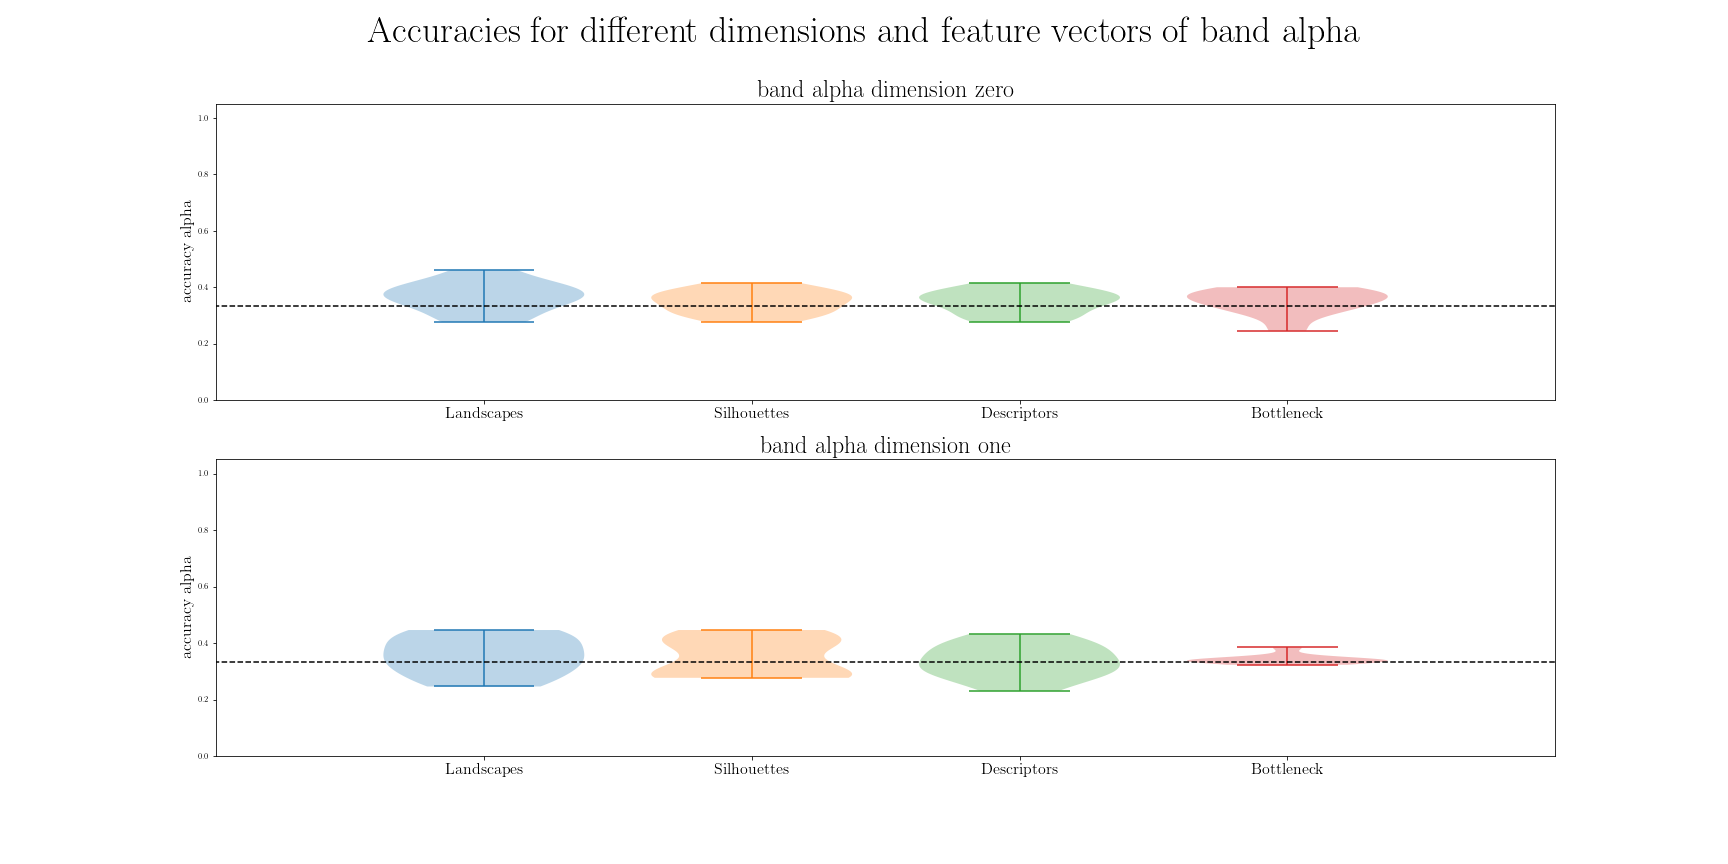 Accuracies for different dimensions and feature vectors of band alpha
band alpha dimension zero
accuracy alpha
1.0
0.8
0.6
0.4
0.2
0.0
Landscapes Silhouettes Descriptors Bottleneck
band alpha dimension one
accuracy alpha
1.0
0.8
0.6
0.4
0.2
0.0
Landscapes Silhouettes Descriptors Bottleneck